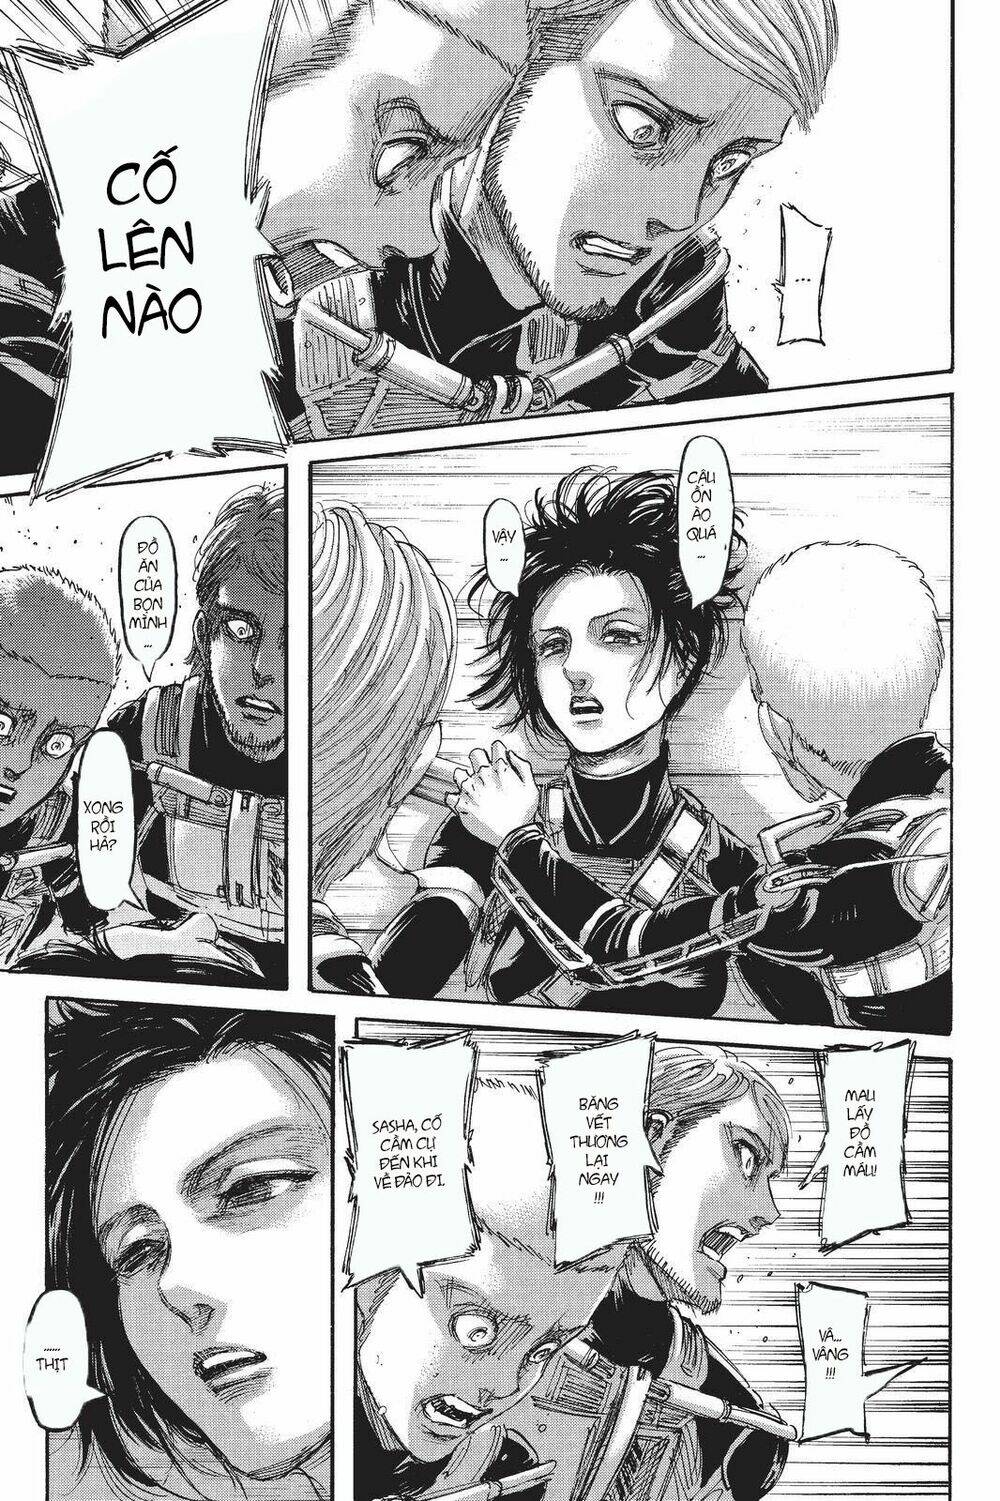 ...
CỐ
LÊN
NÀO
CẬU
ỒN
ÀO
QUÁ
...
VẬY
...
ĐỒ
ĂN CỦA
BỌN
MÌNH
...
XONG
RỒI
HẢ?
MAU
LẤY
ĐỒ
CẦM
MÁU!
VÂ...
VÂNG
!!!
BĂNG
VẾT
THƯƠNG
LẠI
NGAY
!!!
SASHA, CỐ
CẦM CỰ
ĐẾN KHI
VỀ ĐẢO ĐI.
......
THỊT